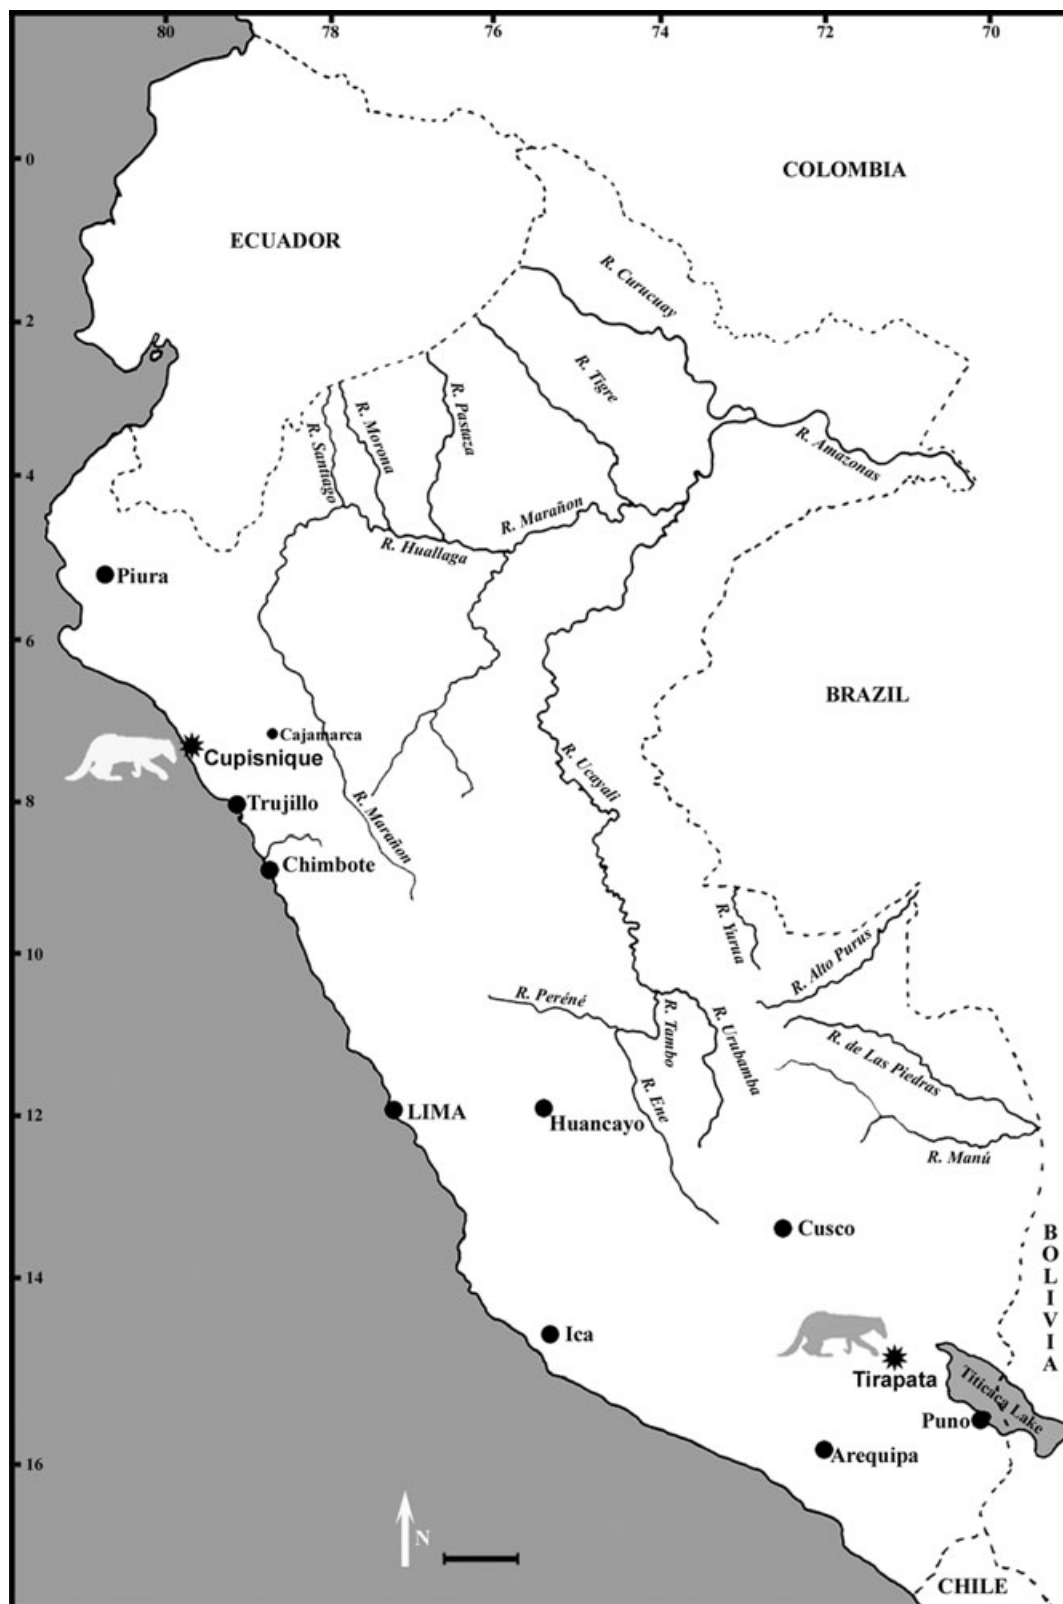 80 78 76 74 72 70
0
COLOMBIA
ECUADOR
R. Curucuay
2
R. Tigre
R. Pastaza
R. Morona
R. Santiago
R. Amazonas
4
R. Marañon
R. Huallaga
Piura
6
BRAZIL
Cajamarca
Cupisnique
R. Ucayali
8
Trujillo
R. Marañon
Chimbote
R. Yurua
R. Alto Purus
10
R. Peréné
R. Tambo
R. Urubamba
R. de Las Piedras
R. Ene
12
LIMA
Huancayo
R. Manú
Cusco
BOLIVIA
14
Ica
Tirapata
Titicaca Lake
Puno
Arequipa
16
N
CHILE